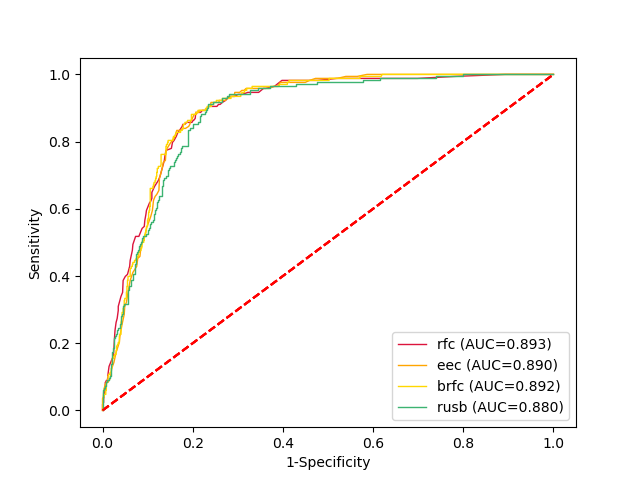 1.0
0.8
0.6
0.4
0.2
0.0
Sensitivity
rfc (AUC=0.893)
eec (AUC=0.890)
brfc (AUC=0.892)
rusb (AUC=0.880)
0.0 0.2 0.4 0.6 0.8 1.0
1-Specificity